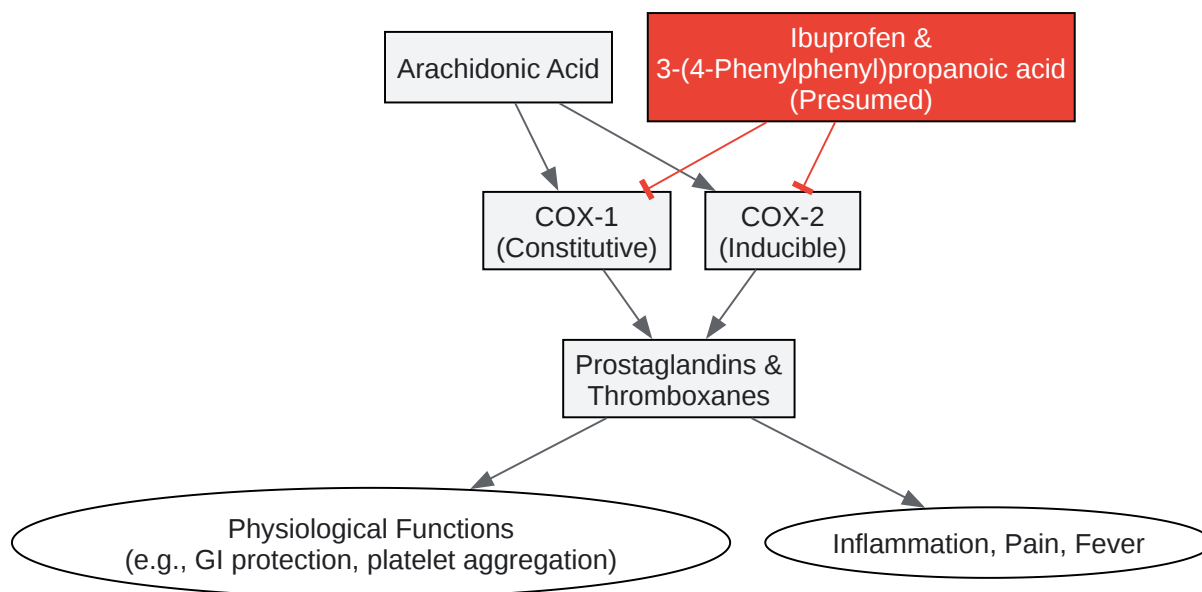 Arachidonic Acid
Ibuprofen &
3-(4-Phenylphenyl)propanoic acid
(Presumed)
COX-1
(Constitutive)
COX-2
(Inducible)
Prostaglandins &
Thromboxanes
Physiological Functions
(e.g., GI protection, platelet aggregation)
Inflammation, Pain, Fever